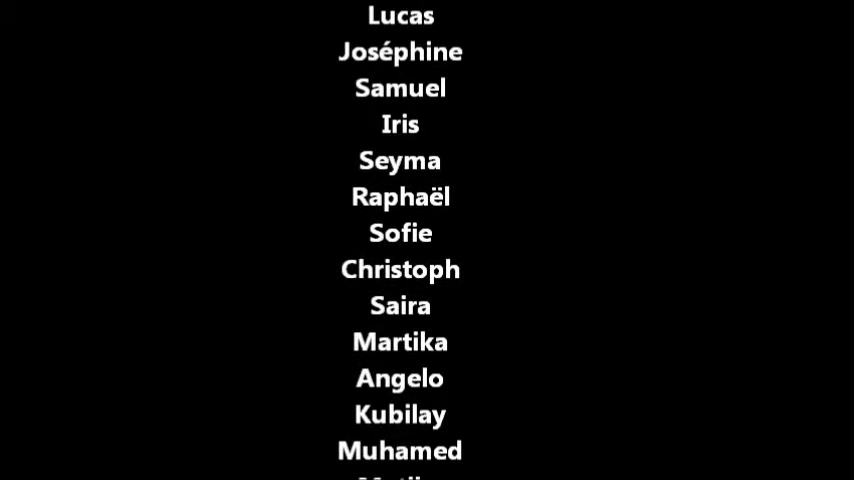 Lucas
Joséphine
Samuel
Iris
Seyma
Raphaël
Sofie
Christoph
Saira
Martika
Angelo
Kubilay
Muhamed